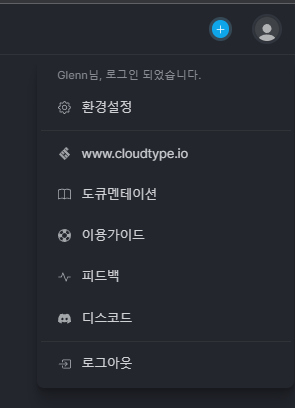 Glenn님, 로그인 되었습니다.
환경설정
www.cloudtype.io
도큐멘테이션
이용가이드
피드백
디스코드
로그아웃